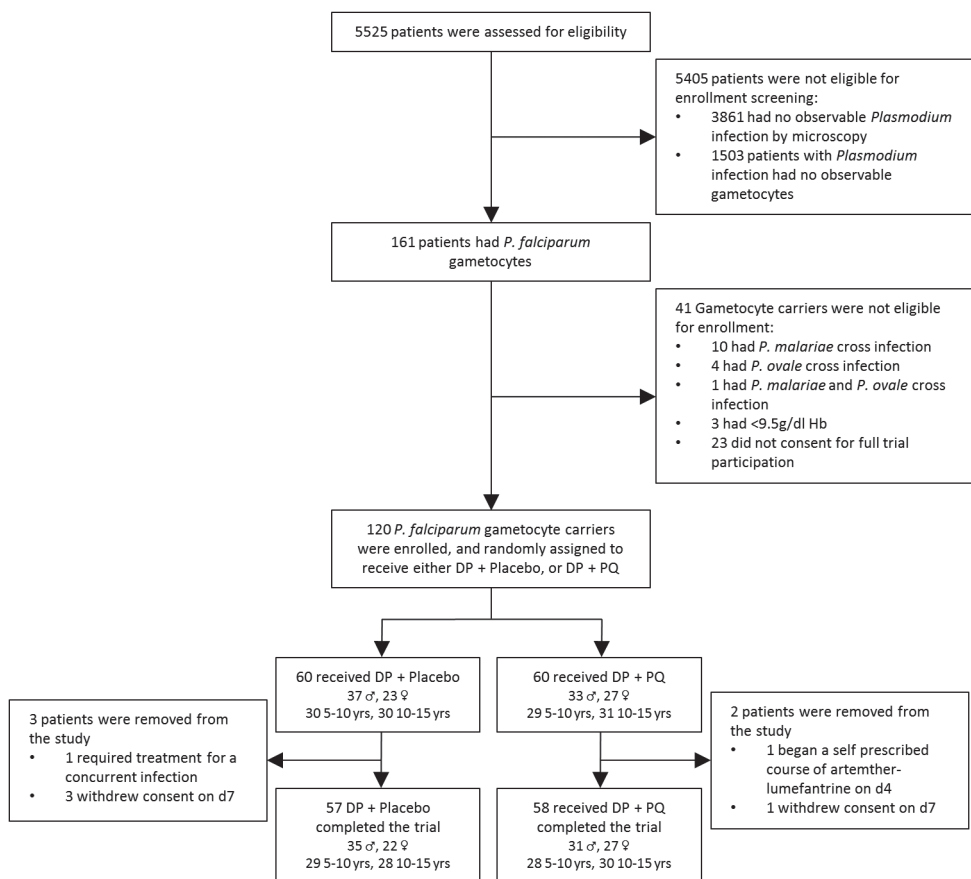 5525 patients were assessed for eligibility
5405 patients were not eligible for
enrollment screening:
• 3861 had no observable Plasmodium
infection by microscopy
• 1503 patients with Plasmodium
infection had no observable
gametocytes
161 patients had P. falciparum
gametocytes
41 Gametocyte carriers were not eligible
for enrollment:
• 10 had P. malariae cross infection
• 4 had P. ovale cross infection
• 1 had P. malariae and P. ovale cross
infection
• 3 had <9.5g/dl Hb
• 23 did not consent for full trial
participation
120 P. falciparum gametocyte carriers
were enrolled, and randomly assigned to
receive either DP + Placebo, or DP + PQ
60 received DP + Placebo
37 ♂, 23 ♀
30 5-10 yrs, 30 10-15 yrs
60 received DP + PQ
33 ♂, 27 ♀
29 5-10 yrs, 31 10-15 yrs
3 patients were removed from
the study
• 1 required treatment for a
concurrent infection
• 3 withdrew consent on d7
2 patients were removed from
the study
• 1 began a self prescribed
course of artemther-
lumefantrine on d4
• 1 withdrew consent on d7
57 DP + Placebo
completed the trial
35 ♂, 22 ♀
29 5-10 yrs, 28 10-15 yrs
58 received DP + PQ
completed the trial
31 ♂, 27 ♀
28 5-10 yrs, 30 10-15 yrs